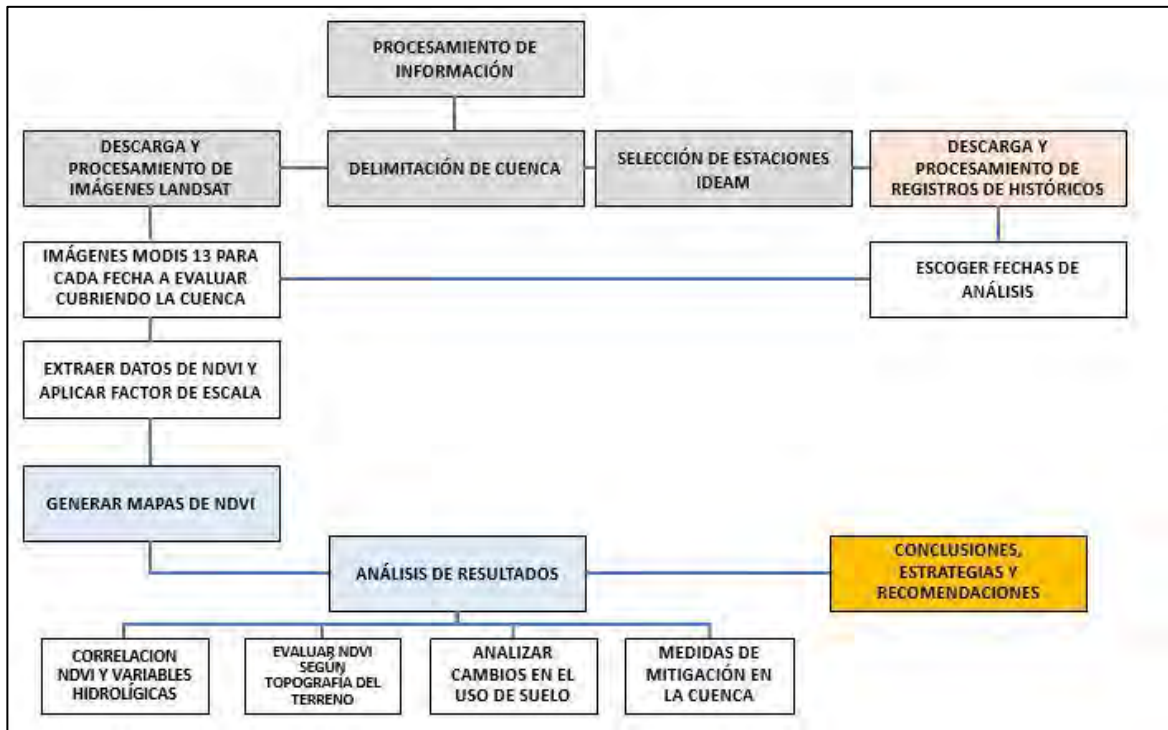 PROCESAMIENTO DE
INFORMACIÓN
DESCARGA Y
PROCESAMIENTO DE
IMÁGENES LANDSAT
DELIMITACIÓN DE CUENCA
SELECCIÓN DE ESTACIONES
IDEAM
DESCARGA Y
PROCESAMIENTO DE
REGISTROS DE HISTÓRICOS
IMÁGENES MODIS 13 PARA
CADA FECHA A EVALUAR
CUBRIENDO LA CUENCA
ESCOGER FECHAS DE
ANÁLISIS
EXTRAER DATOS DE NDVI Y
APLICAR FACTOR DE ESCALA
GENERAR MAPAS DE NDVI
ANÁLISIS DE RESULTADOS
CONCLUSIONES,
ESTRATEGIAS Y
RECOMENDACIONES
CORRELACION
NDVI Y VARIABLES
HIDROLÍGICAS
EVALUAR NDVI
SEGÚN
TOPOGRAFIA DEL
TERRENO
ANALIZAR
CAMBIOS EN EL
USO DE SUELO
MEDIDAS DE
MITIGACIÓN EN
LA CUENCA